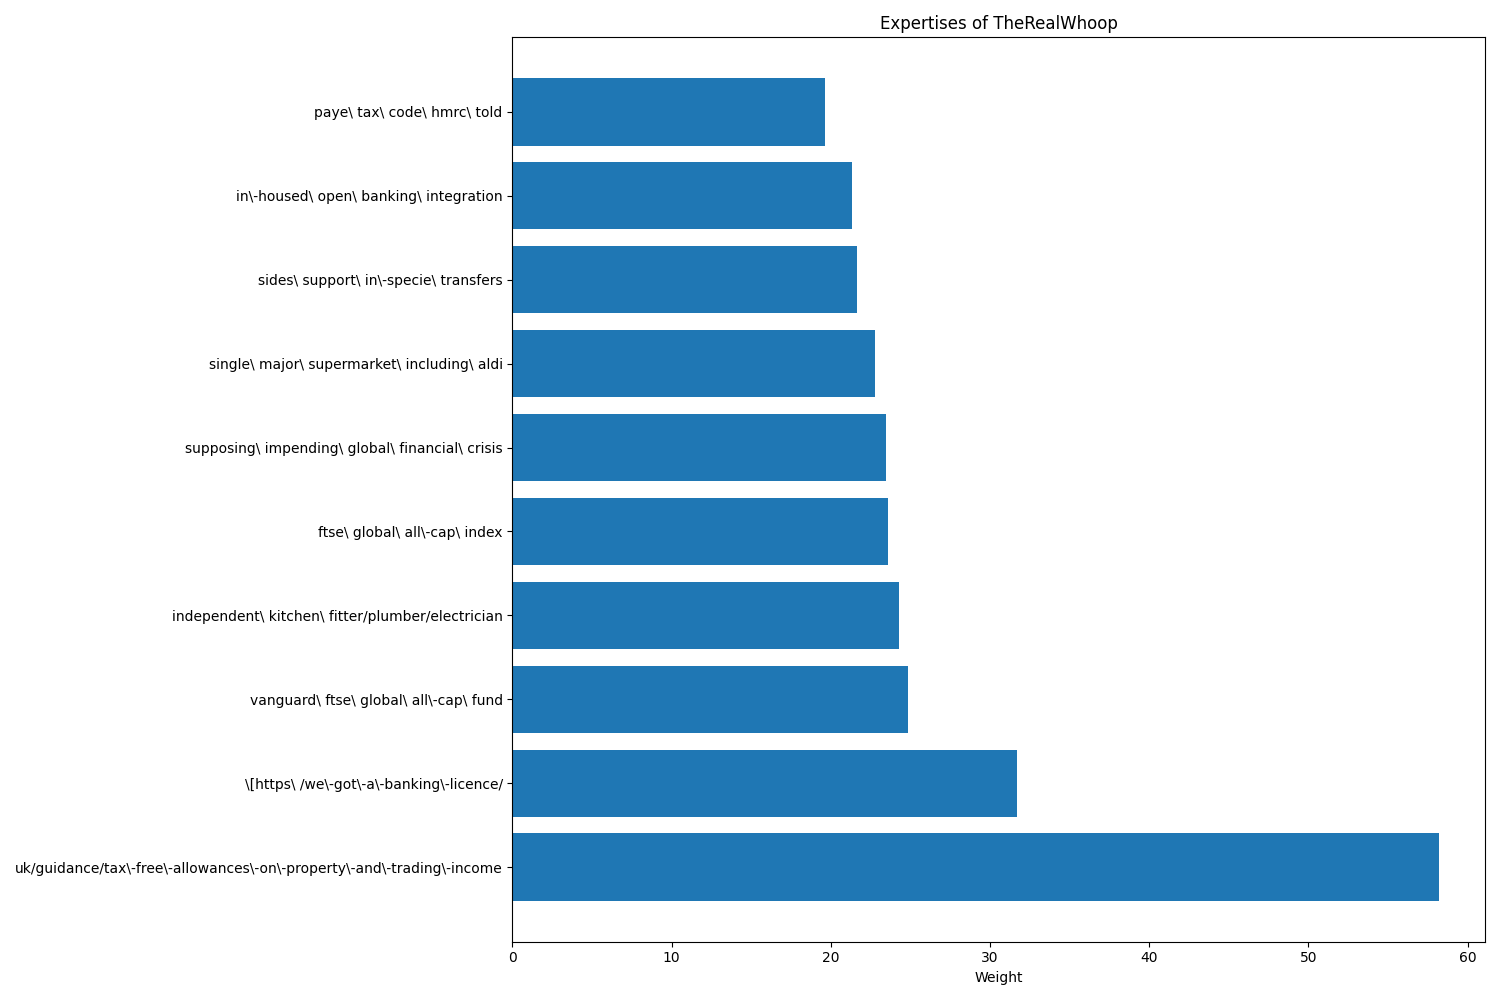 Expertises of TheRealWhoop
paye\ tax\ code\ hmrc\ told
in\-housed\ open\ banking\ integration
sides\ support\ in\-specie\ transfers
single\ major\ supermarket\ including\ aldi
supposing\ impending\ global\ financial\ crisis
ftse\ global\ all\-cap\ index
independent\ kitchen\ fitter/plumber/electrician
vanguard\ ftse\ global\ all\-cap\ fund
\[https\ /we\-got\-a\-banking\-licence/
uk/guidance/tax\-free\-allowances\-on\-property\-and\-trading\-income
0 10 20 30 40 50 60
Weight